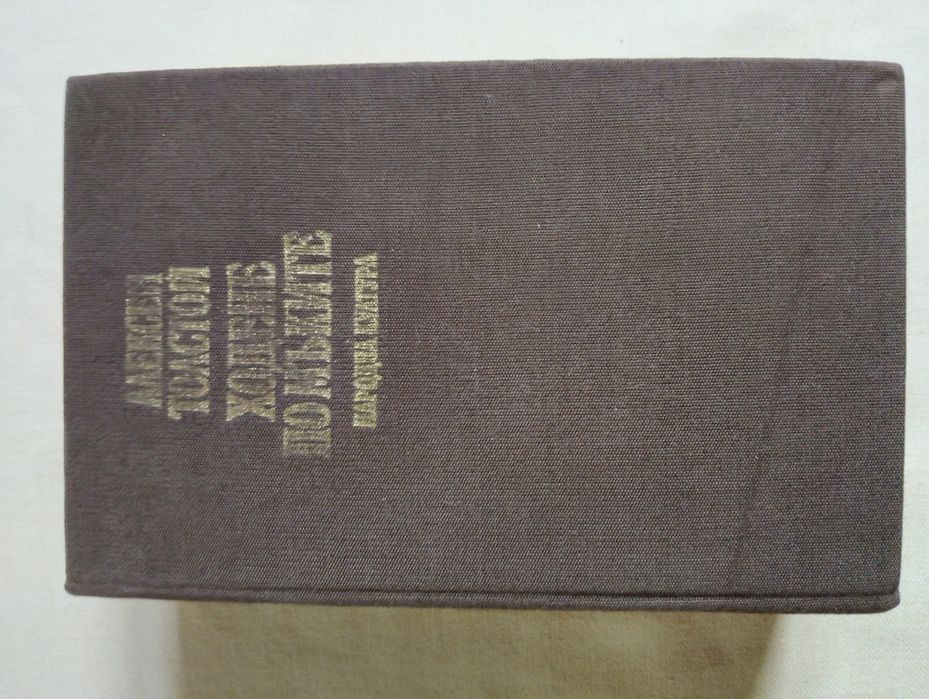 АЛЕКСЕЙ
ТОЛСТОЙ
ХОДЕНЕ
ПО МЪКИТЕ
НАРОДНА КУЛТУРА